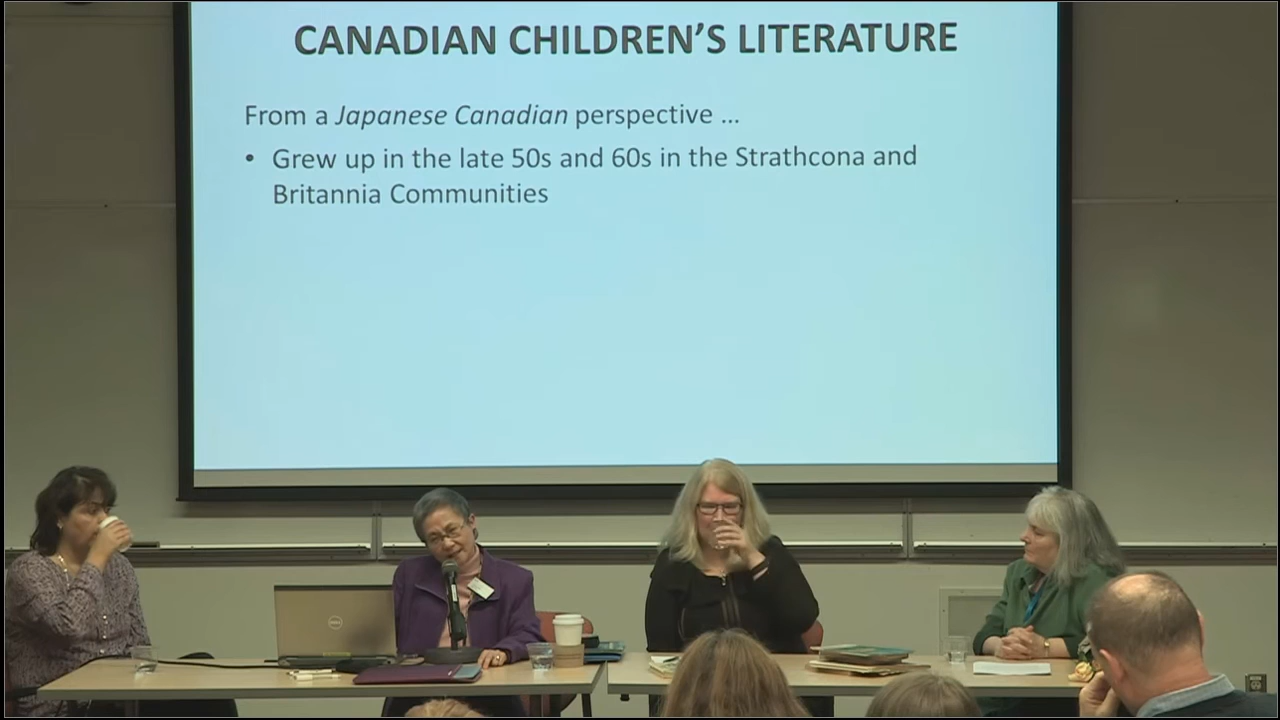 CANADIAN CHILDREN'S LITERATURE
From a Japanese Canadian perspective ...
• Grew up in the late 50s and 60s in the Strathcona and
Britannia Communities
DELL